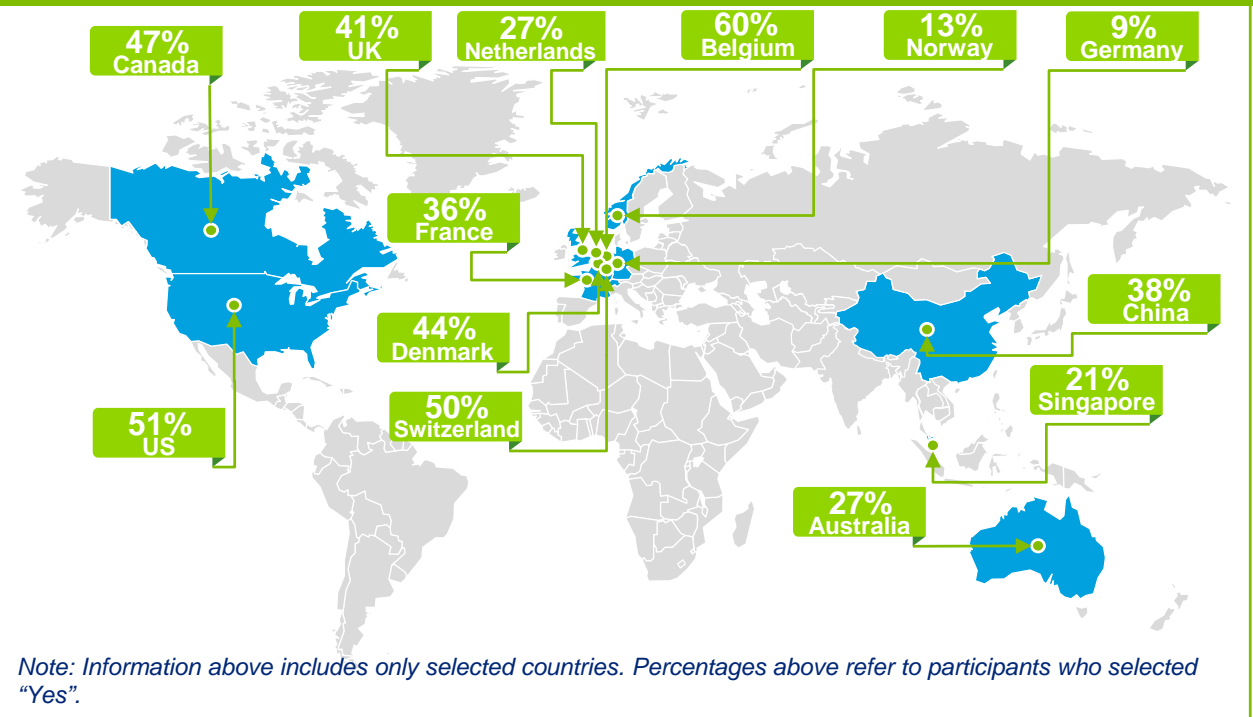 47%
Canada
41%
UK
27%
Netherlands
60%
Belgium
13%
Norway
9%
Germany
36%
France
38%
China
44%
Denmark
21%
Singapore
50%
Switzerland
51%
US
27%
Australia
Note: Information above includes only selected countries. Percentages above refer to participants who selected
“Yes”.